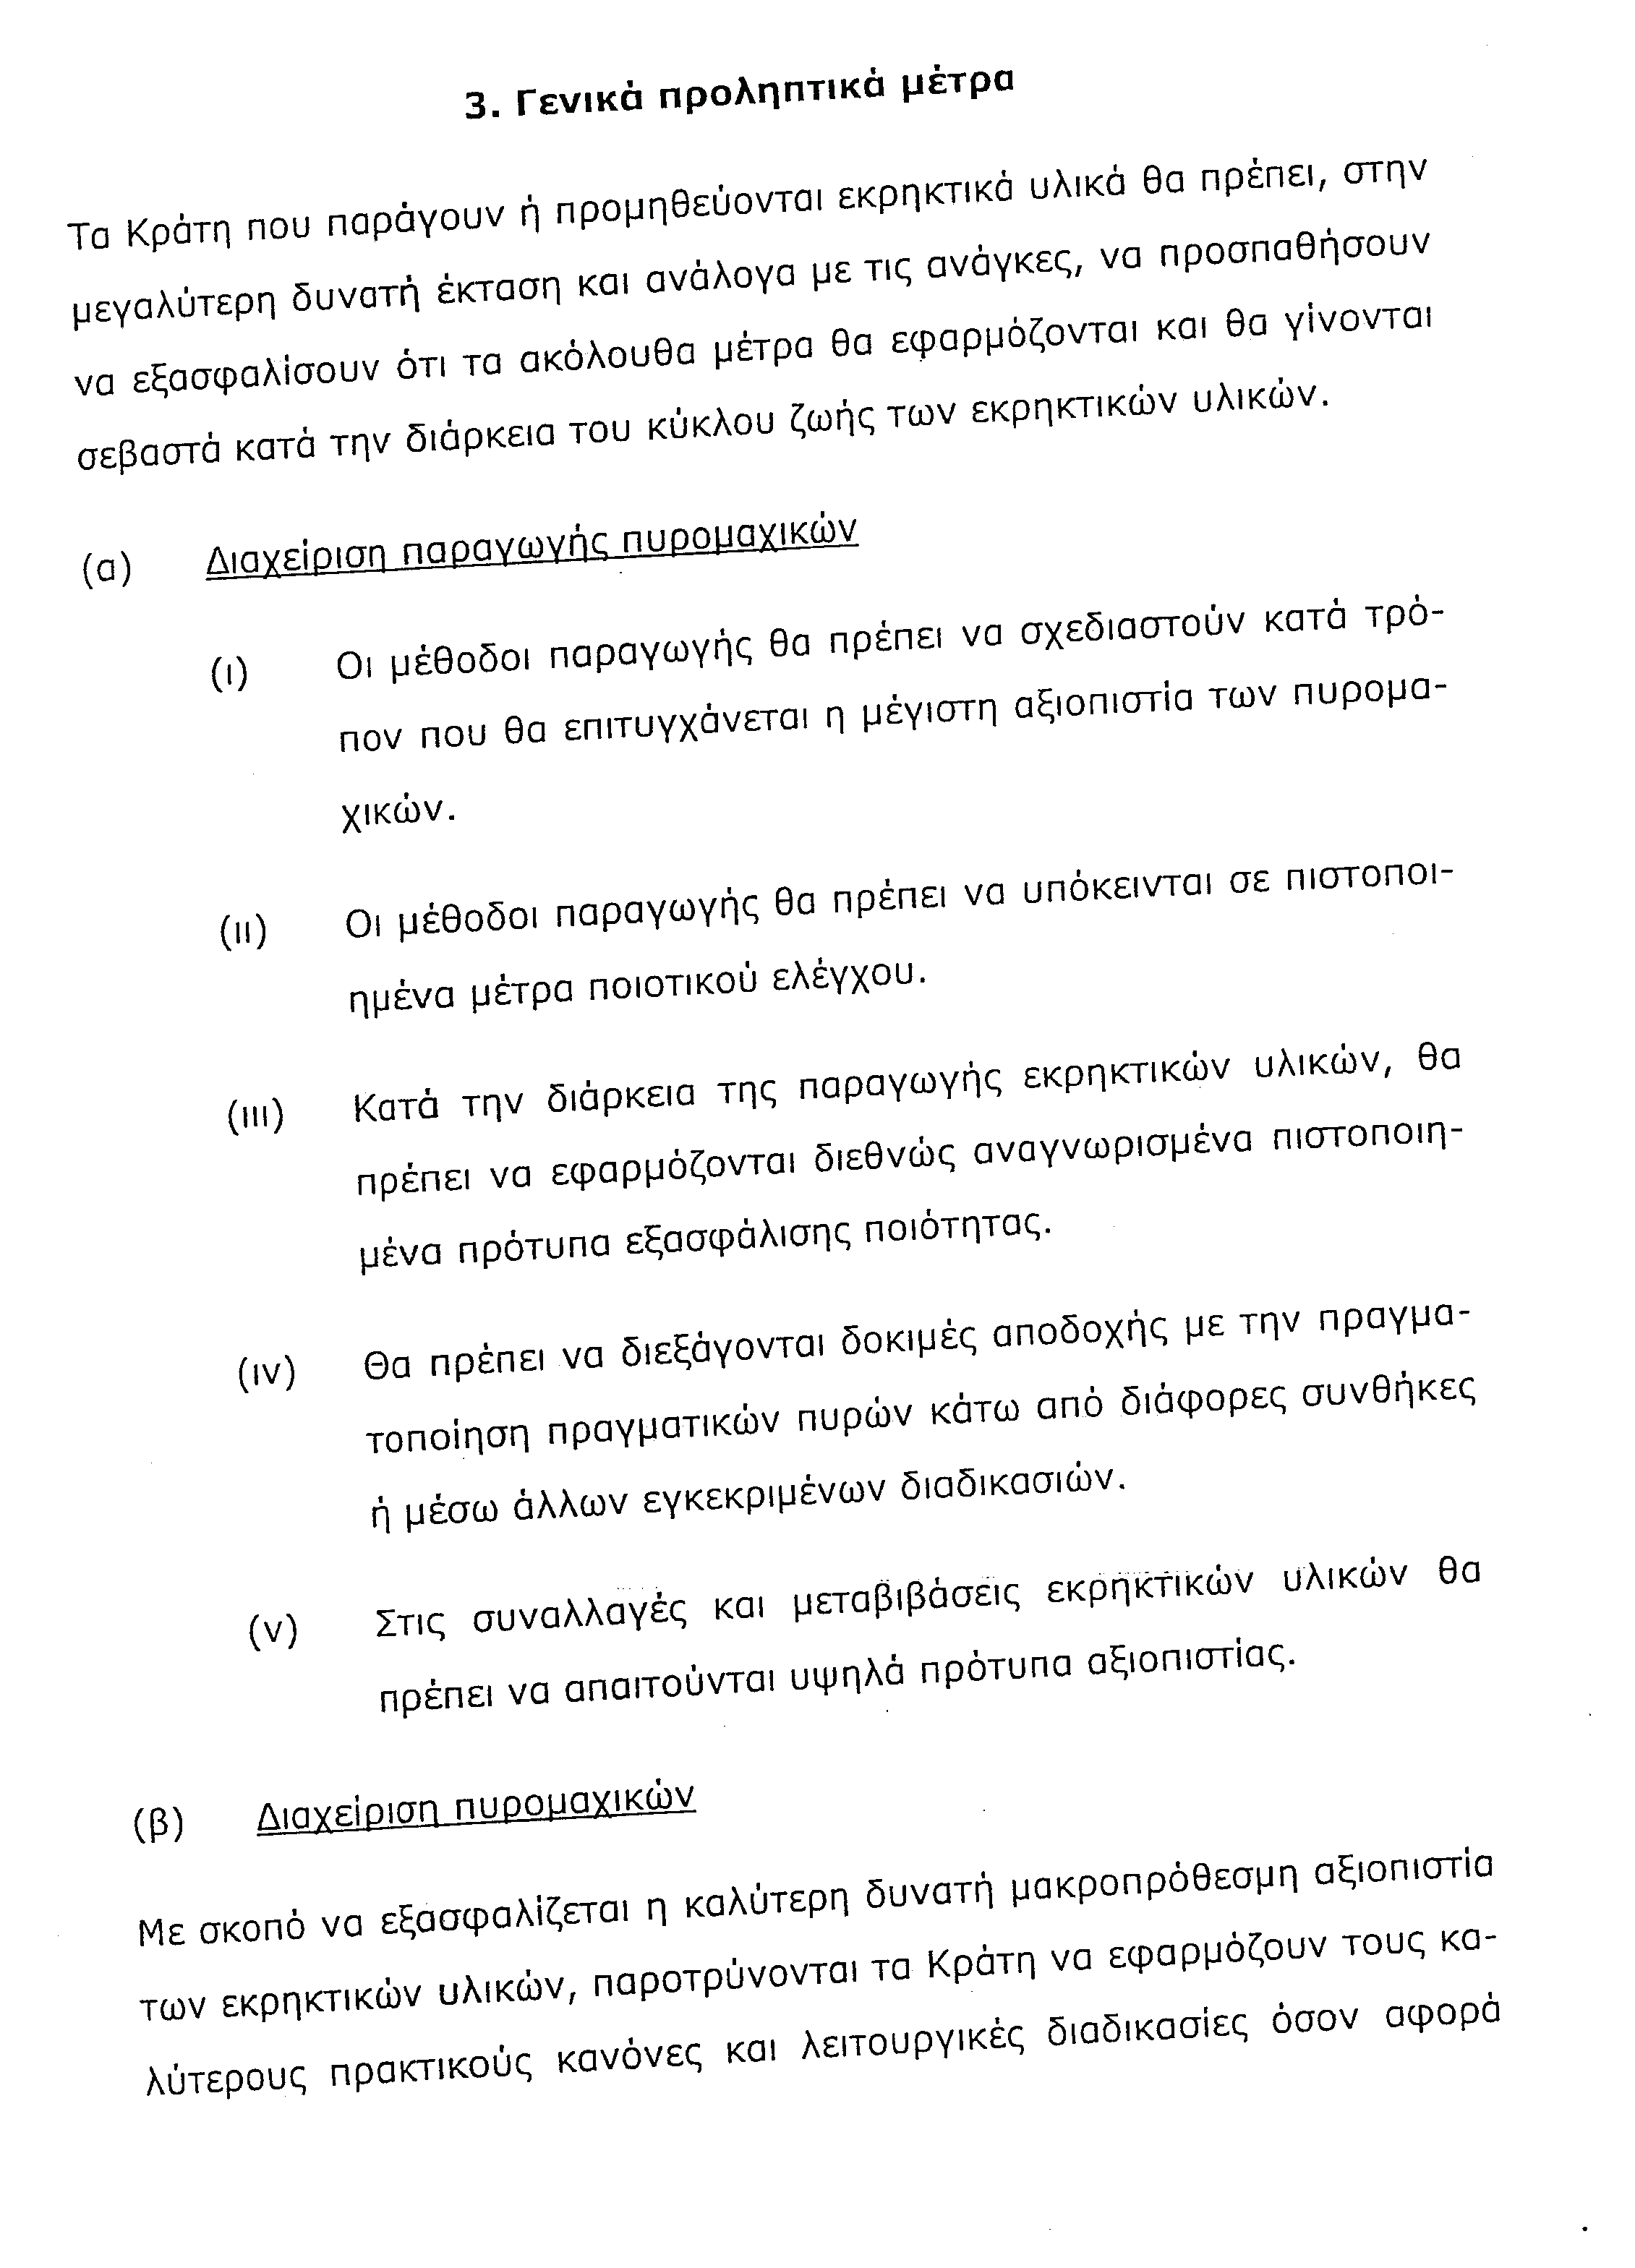 3. Γενικά προληπτικά μέτρα
Τα Κράτη που παράγουν ή προμηθεύονται εκρηκτικά υλικά θα πρέπει, στην
μεγαλύτερη δυνατή έκταση και ανάλογα με τις ανάγκες, να προσπαθήσουν
να εξασφαλίσουν ότι τα ακόλουθα μέτρα θα εφαρμόζονται και θα γίνονται
σεβαστά κατά την διάρκεια του κύκλου ζωής των εκρηκτικών υλικών.
(α) Διαχείριση παραγωγής πυρομαχικών
(ι) Οι μέθοδοι παραγωγής θα πρέπει να σχεδιαστούν κατά τρό-
πον που θα επιτυγχάνεται η μέγιστη αξιοπιστία των πυρομα-
χικών.
(ιι) Οι μέθοδοι παραγωγής θα πρέπει να υπόκεινται σε πιστοποι-
ημένα μέτρα ποιοτικού ελέγχου.
(ιιι) Κατά την διάρκεια της παραγωγής εκρηκτικών υλικών, θα
πρέπει να εφαρμόζονται διεθνώς αναγνωρισμένα πιστοποιη-
μένα πρότυπα εξασφάλισης ποιότητας.
(ιv) Θα πρέπει να διεξάγονται δοκιμές αποδοχής με την πραγμα-
τοποίηση πραγματικών πυρών κάτω από διάφορες συνθήκες
ή μέσω άλλων εγκεκριμένων διαδικασιών.
(v) Στις συναλλαγές και μεταβιβάσεις εκρηκτικών υλικών θα
πρέπει να απαιτούνται υψηλά πρότυπα αξιοπιστίας.
(β) Διαχείριση πυρομαχικών
Με σκοπό να εξασφαλίζεται η καλύτερη δυνατή μακροπρόθεσμη αξιοπιστία
των εκρηκτικών υλικών, παροτρύνονται τα Κράτη να εφαρμόζουν τους κα-
λύτερους πρακτικούς κανόνες και λειτουργικές διαδικασίες όσον αφορά